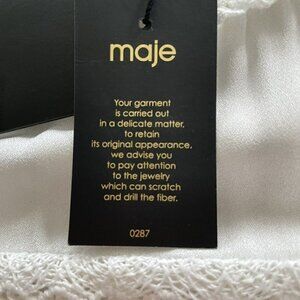 maje
Your garment
is carried out
in a delicate matter,
to retain
its original appearance,
we advise you
to pay attention
to the jewelry
which can scratch
and drill the fiber.
0287